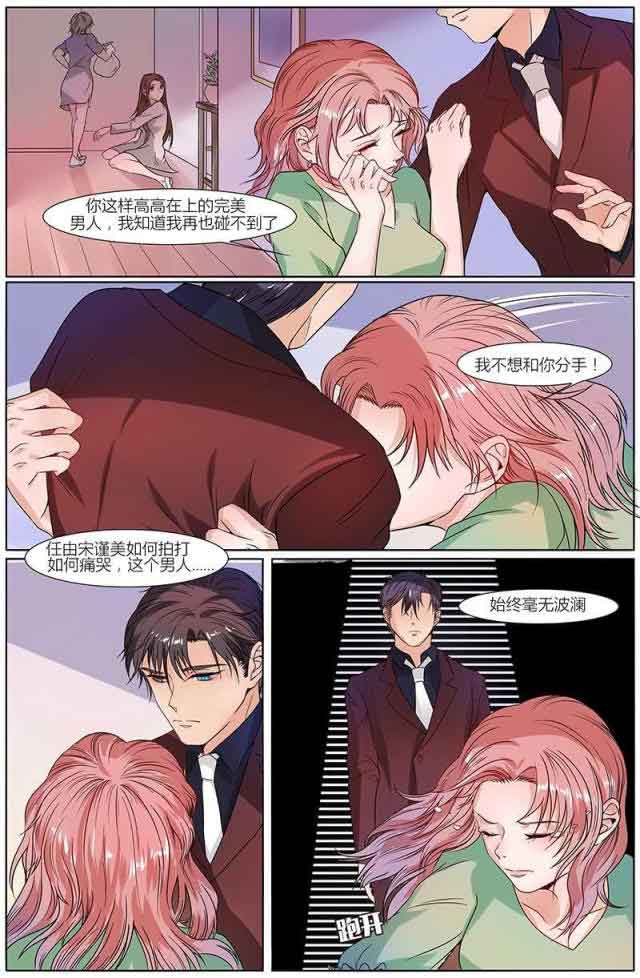 你这样高高在上的完美
男人，我知道我再也碰不到了
我不想和你分手！
任由宋谨美如何拍打
如何痛哭，这个男人......
始终毫无波澜
跑开